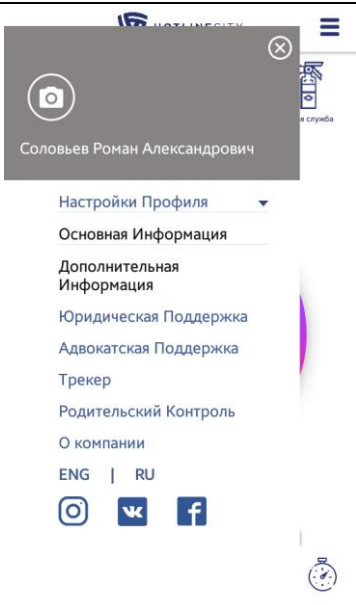 Соловьев Роман Александрович
Настройки Профиля
Основная Информация
Дополнительная
Информация
Юридическая Поддержка
Адвокатская Поддержка
Трекер
Родительский Контроль
О компании
ENG | RU
служба